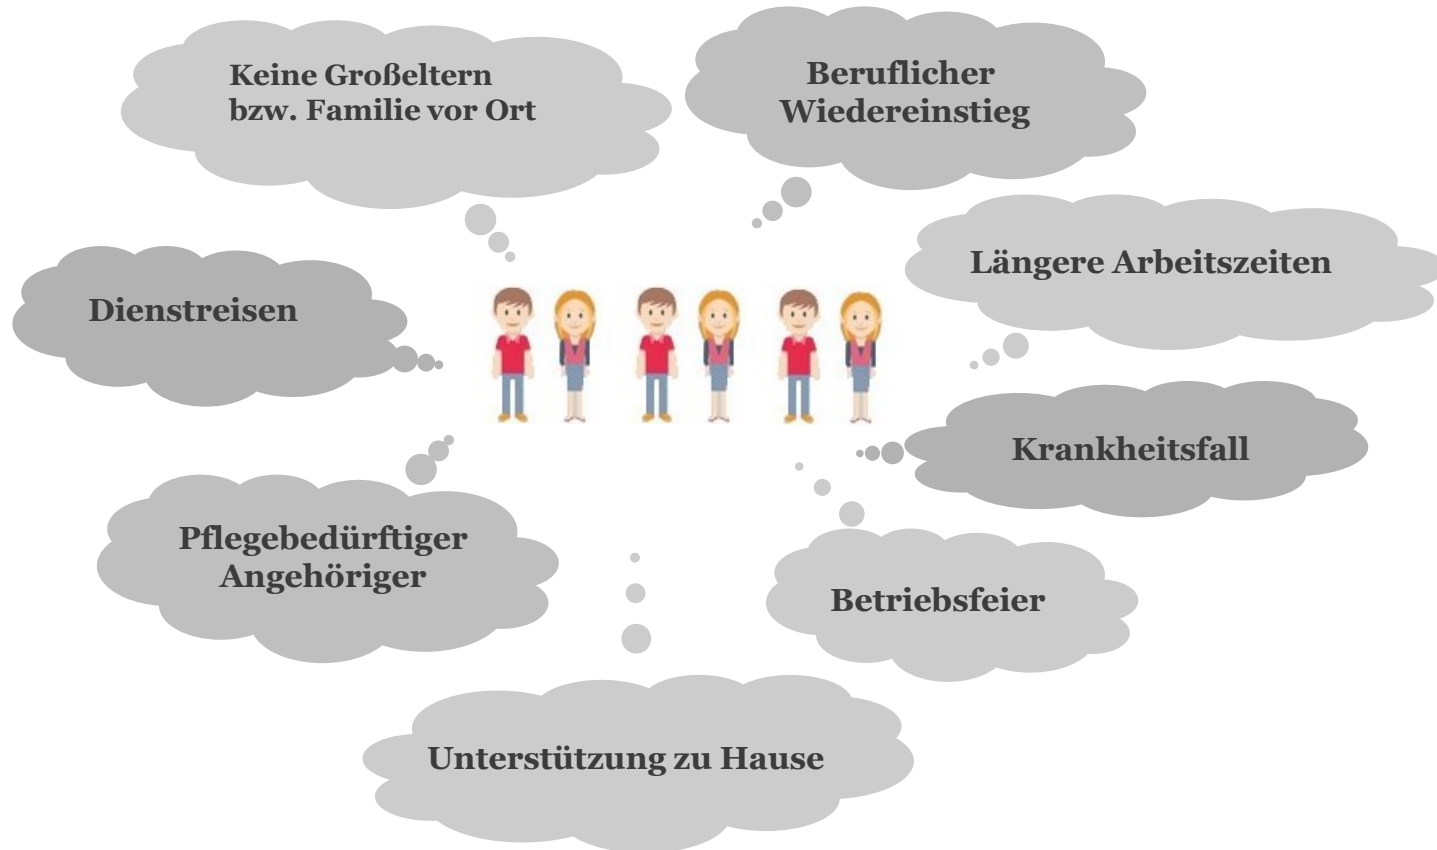 Keine Großeltern
bzw. Familie vor Ort
Beruflicher
Wiedereinstieg
Längere Arbeitszeiten
Dienstreisen
Krankheitsfall
Pflegebedürftiger
Angehöriger
Betriebsfeier
Unterstützung zu Hause